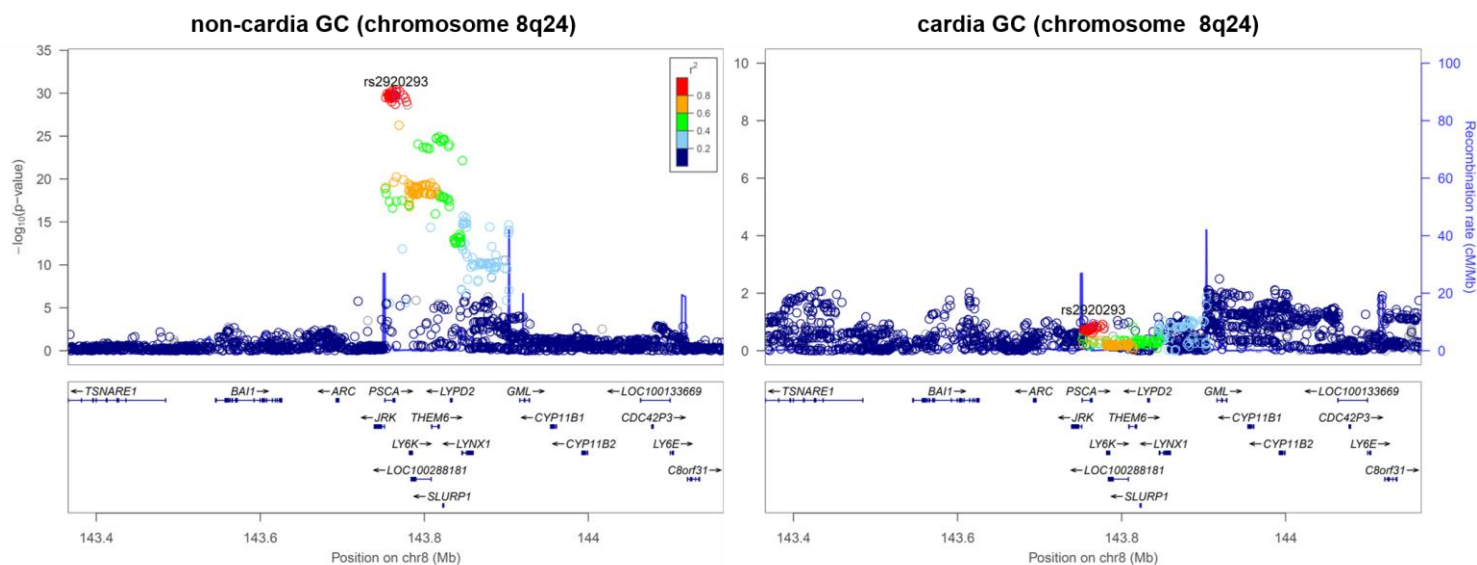 non-cardia GC (chromosome 8q24)
35
30
25
20
15
10
5
0
−log₁₀(p-value)
rs2920293
r²
0.8
0.6
0.4
0.2
←TSNARE1
BAI1→
←ARC
PSCA→
LYPD2
GML→
LOC100133669
←JRK
THEM6→
←CYP11B1
CDC42P3→
LY6K→
←LYNX1
←CYP11B2
LY6E→
←LOC100288181
C8orf31→
←SLURP1
143.4
143.6
143.8
144
Position on chr8 (Mb)
cardia GC (chromosome 8q24)
10
8
6
4
2
0
rs2920293
100
80
60
40
20
0
Recombination rate (cM/Mb)
←TSNARE1
BAI1→
←ARC
PSCA→
←LYPD2
GML→
LOC100133669
←JRK
THEM6→
←CYP11B1
CDC42P3→
LY6K→
←LYNX1
←CYP11B2
LY6E→
←LOC100288181
C8orf31→
←SLURP1
143.4
143.6
143.8
144
Position on chr8 (Mb)